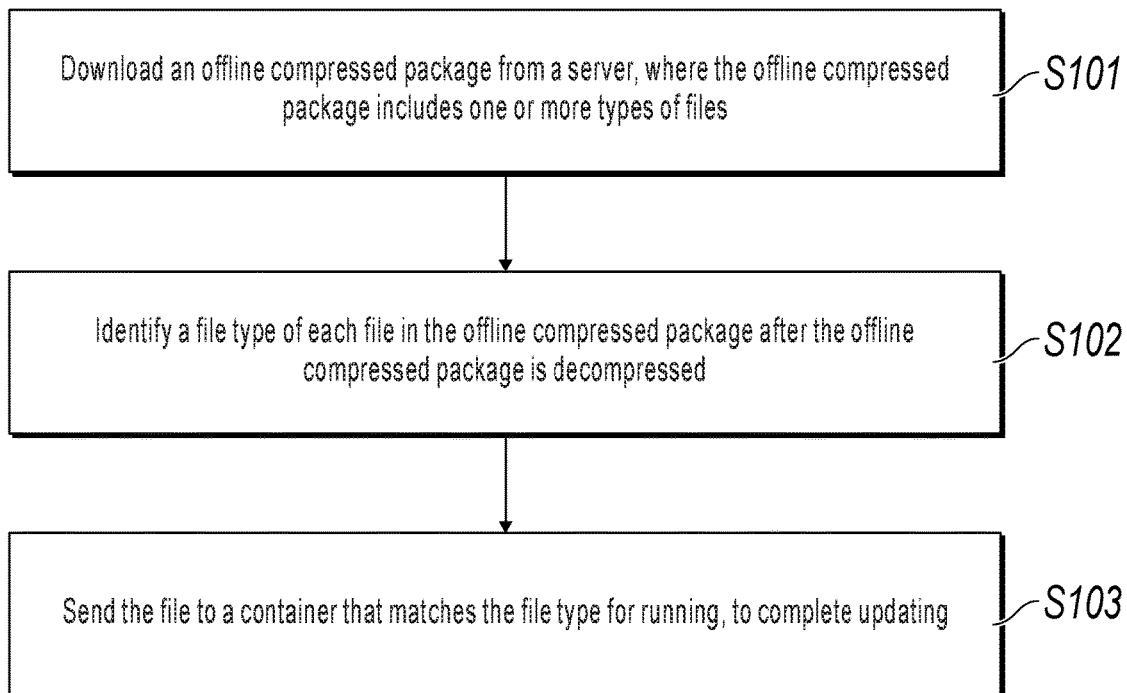 Download an offline compressed package from a server, where the offline compressed
package includes one or more types of files
S101
Identify a file type of each file in the offline compressed package after the offline
compressed package is decompressed
S102
Send the file to a container that matches the file type for running, to complete updating
S103